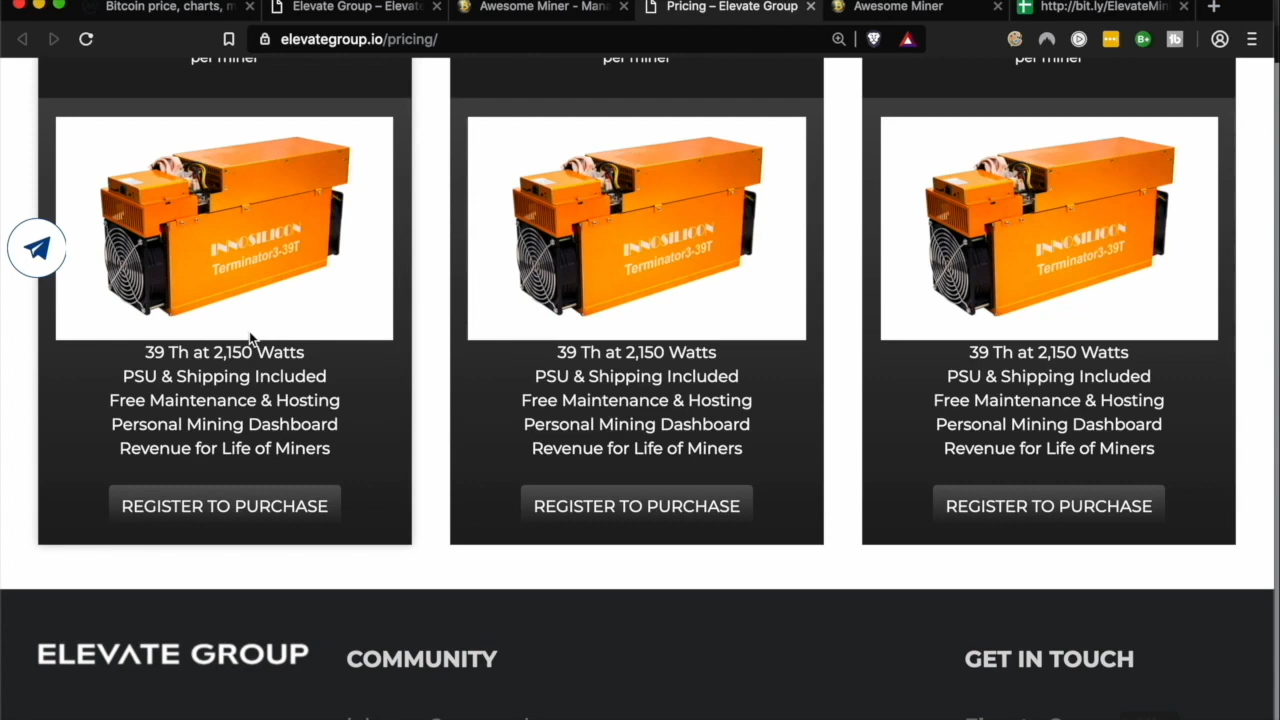 Bitcoin price, charts, m
Elevate Group – Elevate
Awesome Miner - Mana
Pricing – Elevate Group
Awesome Miner
http://bit.ly/ElevateMin
elevategroup.io/pricing/
per miner
per miner
per miner
INNOSILICON
Terminator3-39T
INNOSILICON
Terminator3-39T
INNOSILICON
Terminator3-39T
39 Th at 2,150 Watts
PSU & Shipping Included
Free Maintenance & Hosting
Personal Mining Dashboard
Revenue for Life of Miners
REGISTER TO PURCHASE
39 Th at 2,150 Watts
PSU & Shipping Included
Free Maintenance & Hosting
Personal Mining Dashboard
Revenue for Life of Miners
REGISTER TO PURCHASE
39 Th at 2,150 Watts
PSU & Shipping Included
Free Maintenance & Hosting
Personal Mining Dashboard
Revenue for Life of Miners
REGISTER TO PURCHASE
ELEVATE GROUP
COMMUNITY
GET IN TOUCH